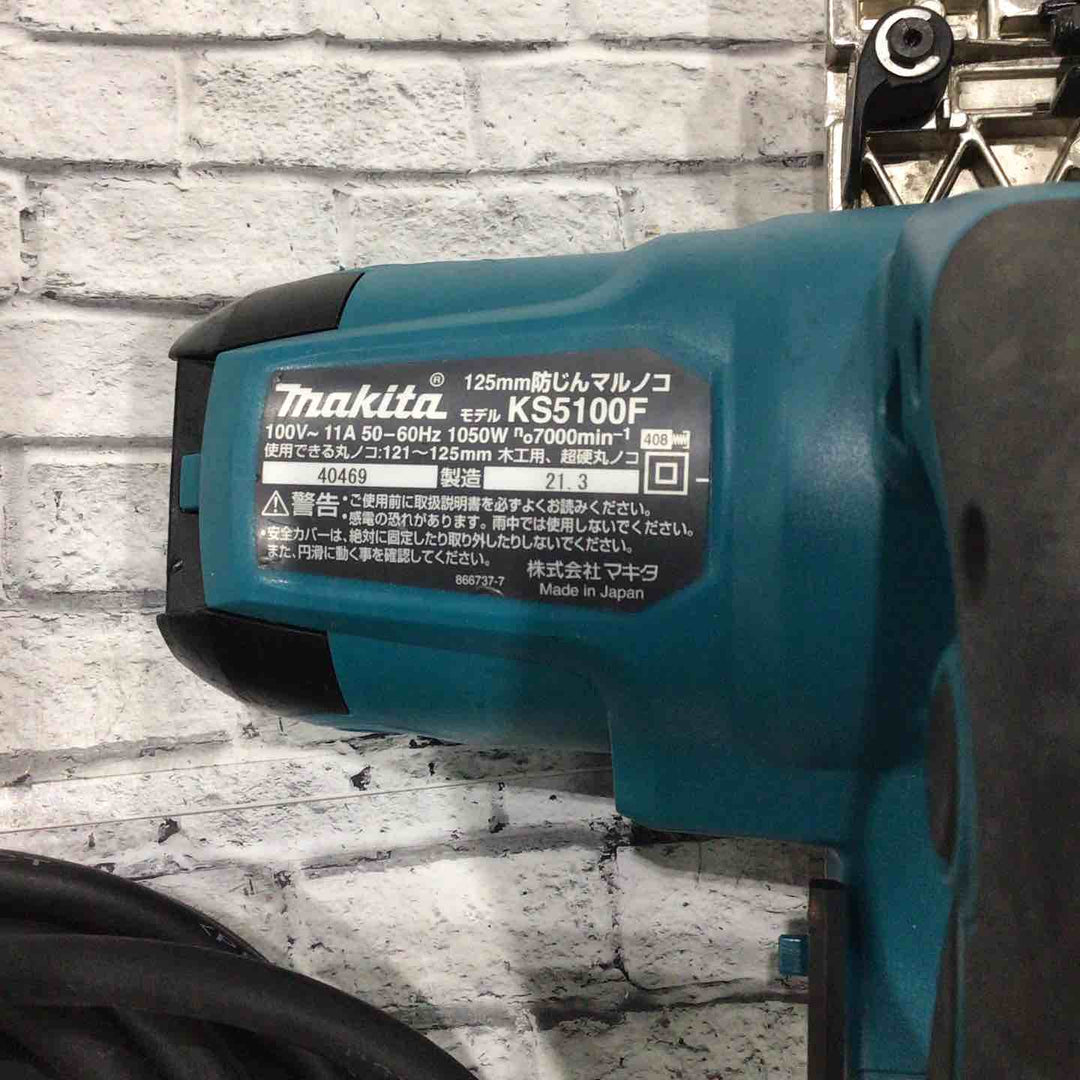 makita® 125mm防じんマルノコ
モデル KS5100F
100V~ 11A 50-60Hz 1050W n₀7000min⁻¹ 408
使用できる丸ノコ:121~125mm 木工用、超硬丸ノコ
40469 製造 21.3
警告:・ご使用前に取扱説明書を必ずよくお読みください。
・感電の恐れがあります。雨中では使用しないでください。
・安全カバーは、絶対に固定したり取り外したりしないでください。
また、円滑に動く事を確認してください。
866737-7 株式会社マキタ
Made in Japan